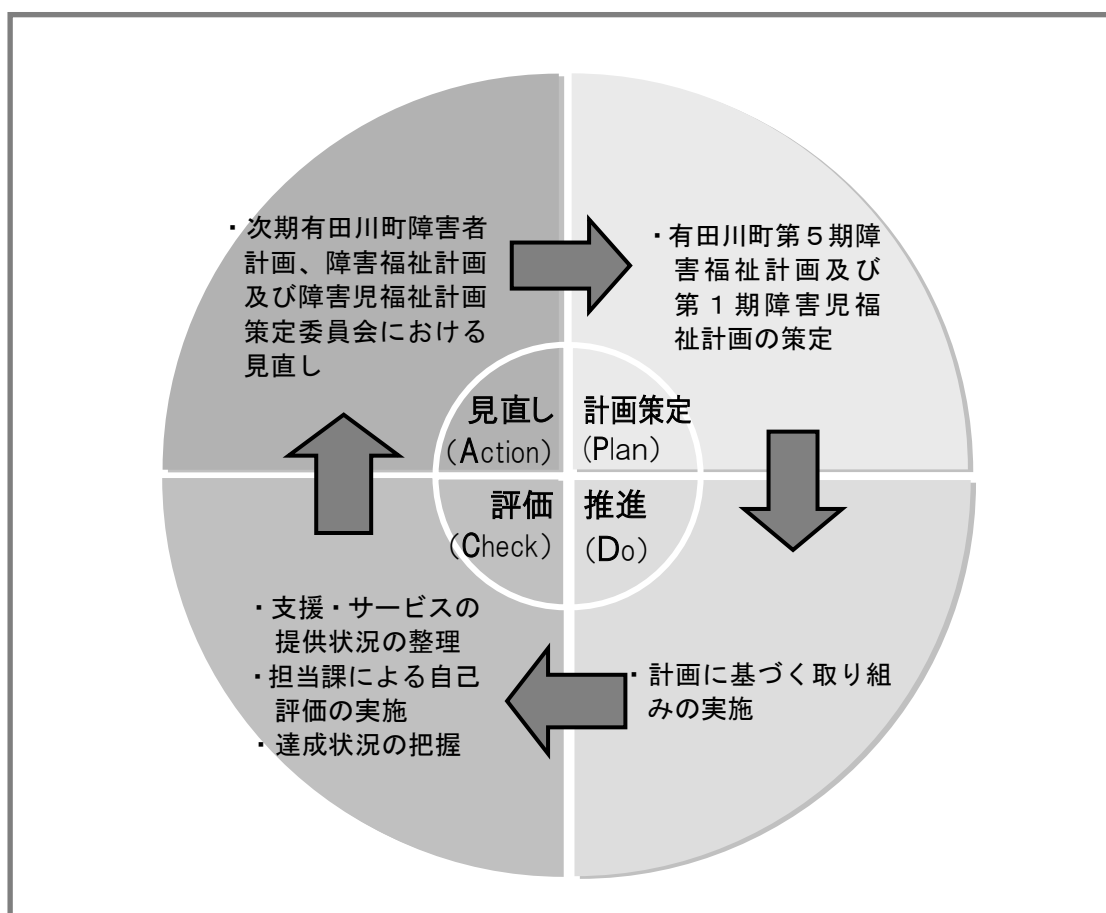 ・次期有田川町障害者
計画、障害福祉計画
及び障害児福祉計画
策定委員会における
見直し
・有田川町第５期障
害福祉計画及び
第１期障害児福
祉計画の策定
見直し
(Action)
計画策定
(Plan)
評価
(Check)
推進
(Do)
・支援・サービスの
提供状況の整理
・担当課による自己
評価の実施
・達成状況の把握
・計画に基づく取り組
みの実施